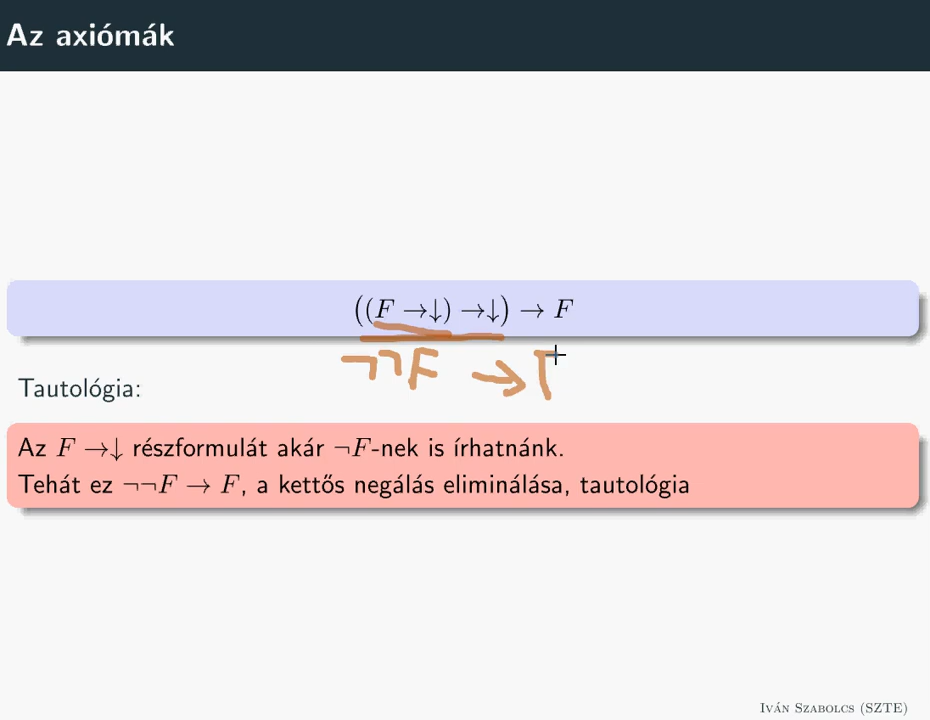 Az axiómák
((F →↓) →↓) → F
¬¬F →
Tautológia:
Az F →↓ részformulát akár ¬F-nek is írhatnánk.
Tehát ez ¬¬F → F, a kettős negálás eliminálása, tautológia
Iván Szabolcs (SZTE)